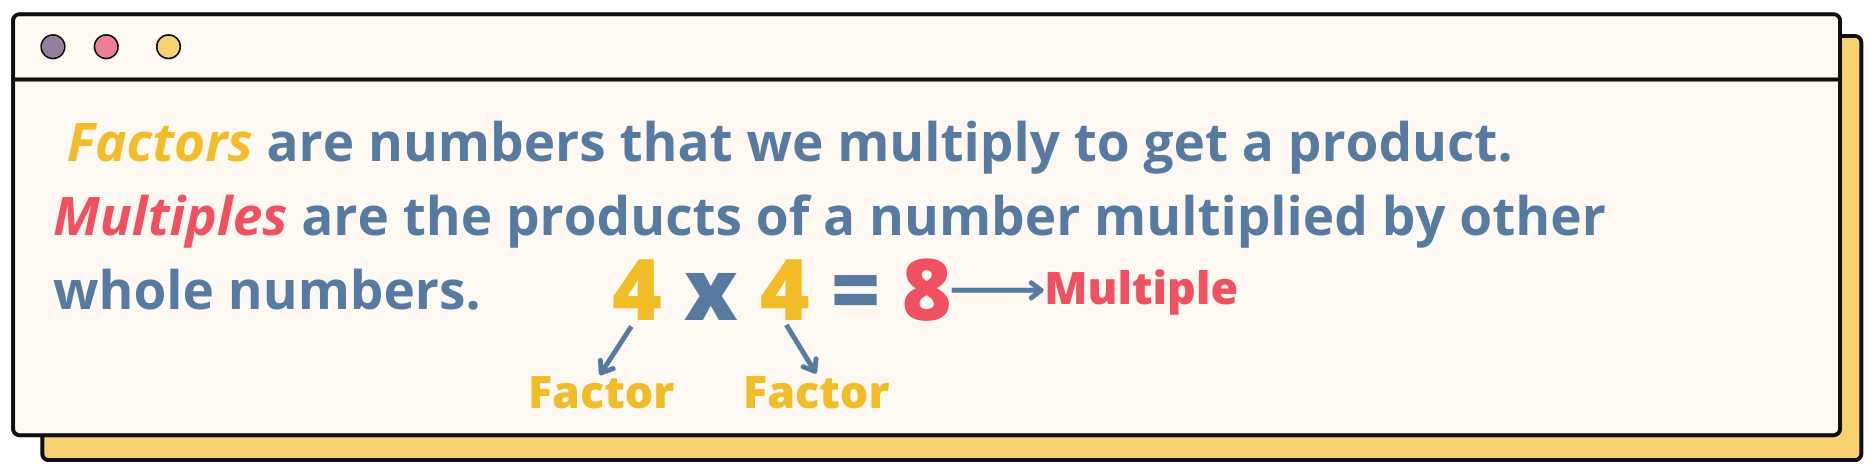 Factors are numbers that we multiply to get a product.
Multiples are the products of a number multiplied by other
whole numbers. 4 x 4 = 8 Multiple
Factor Factor